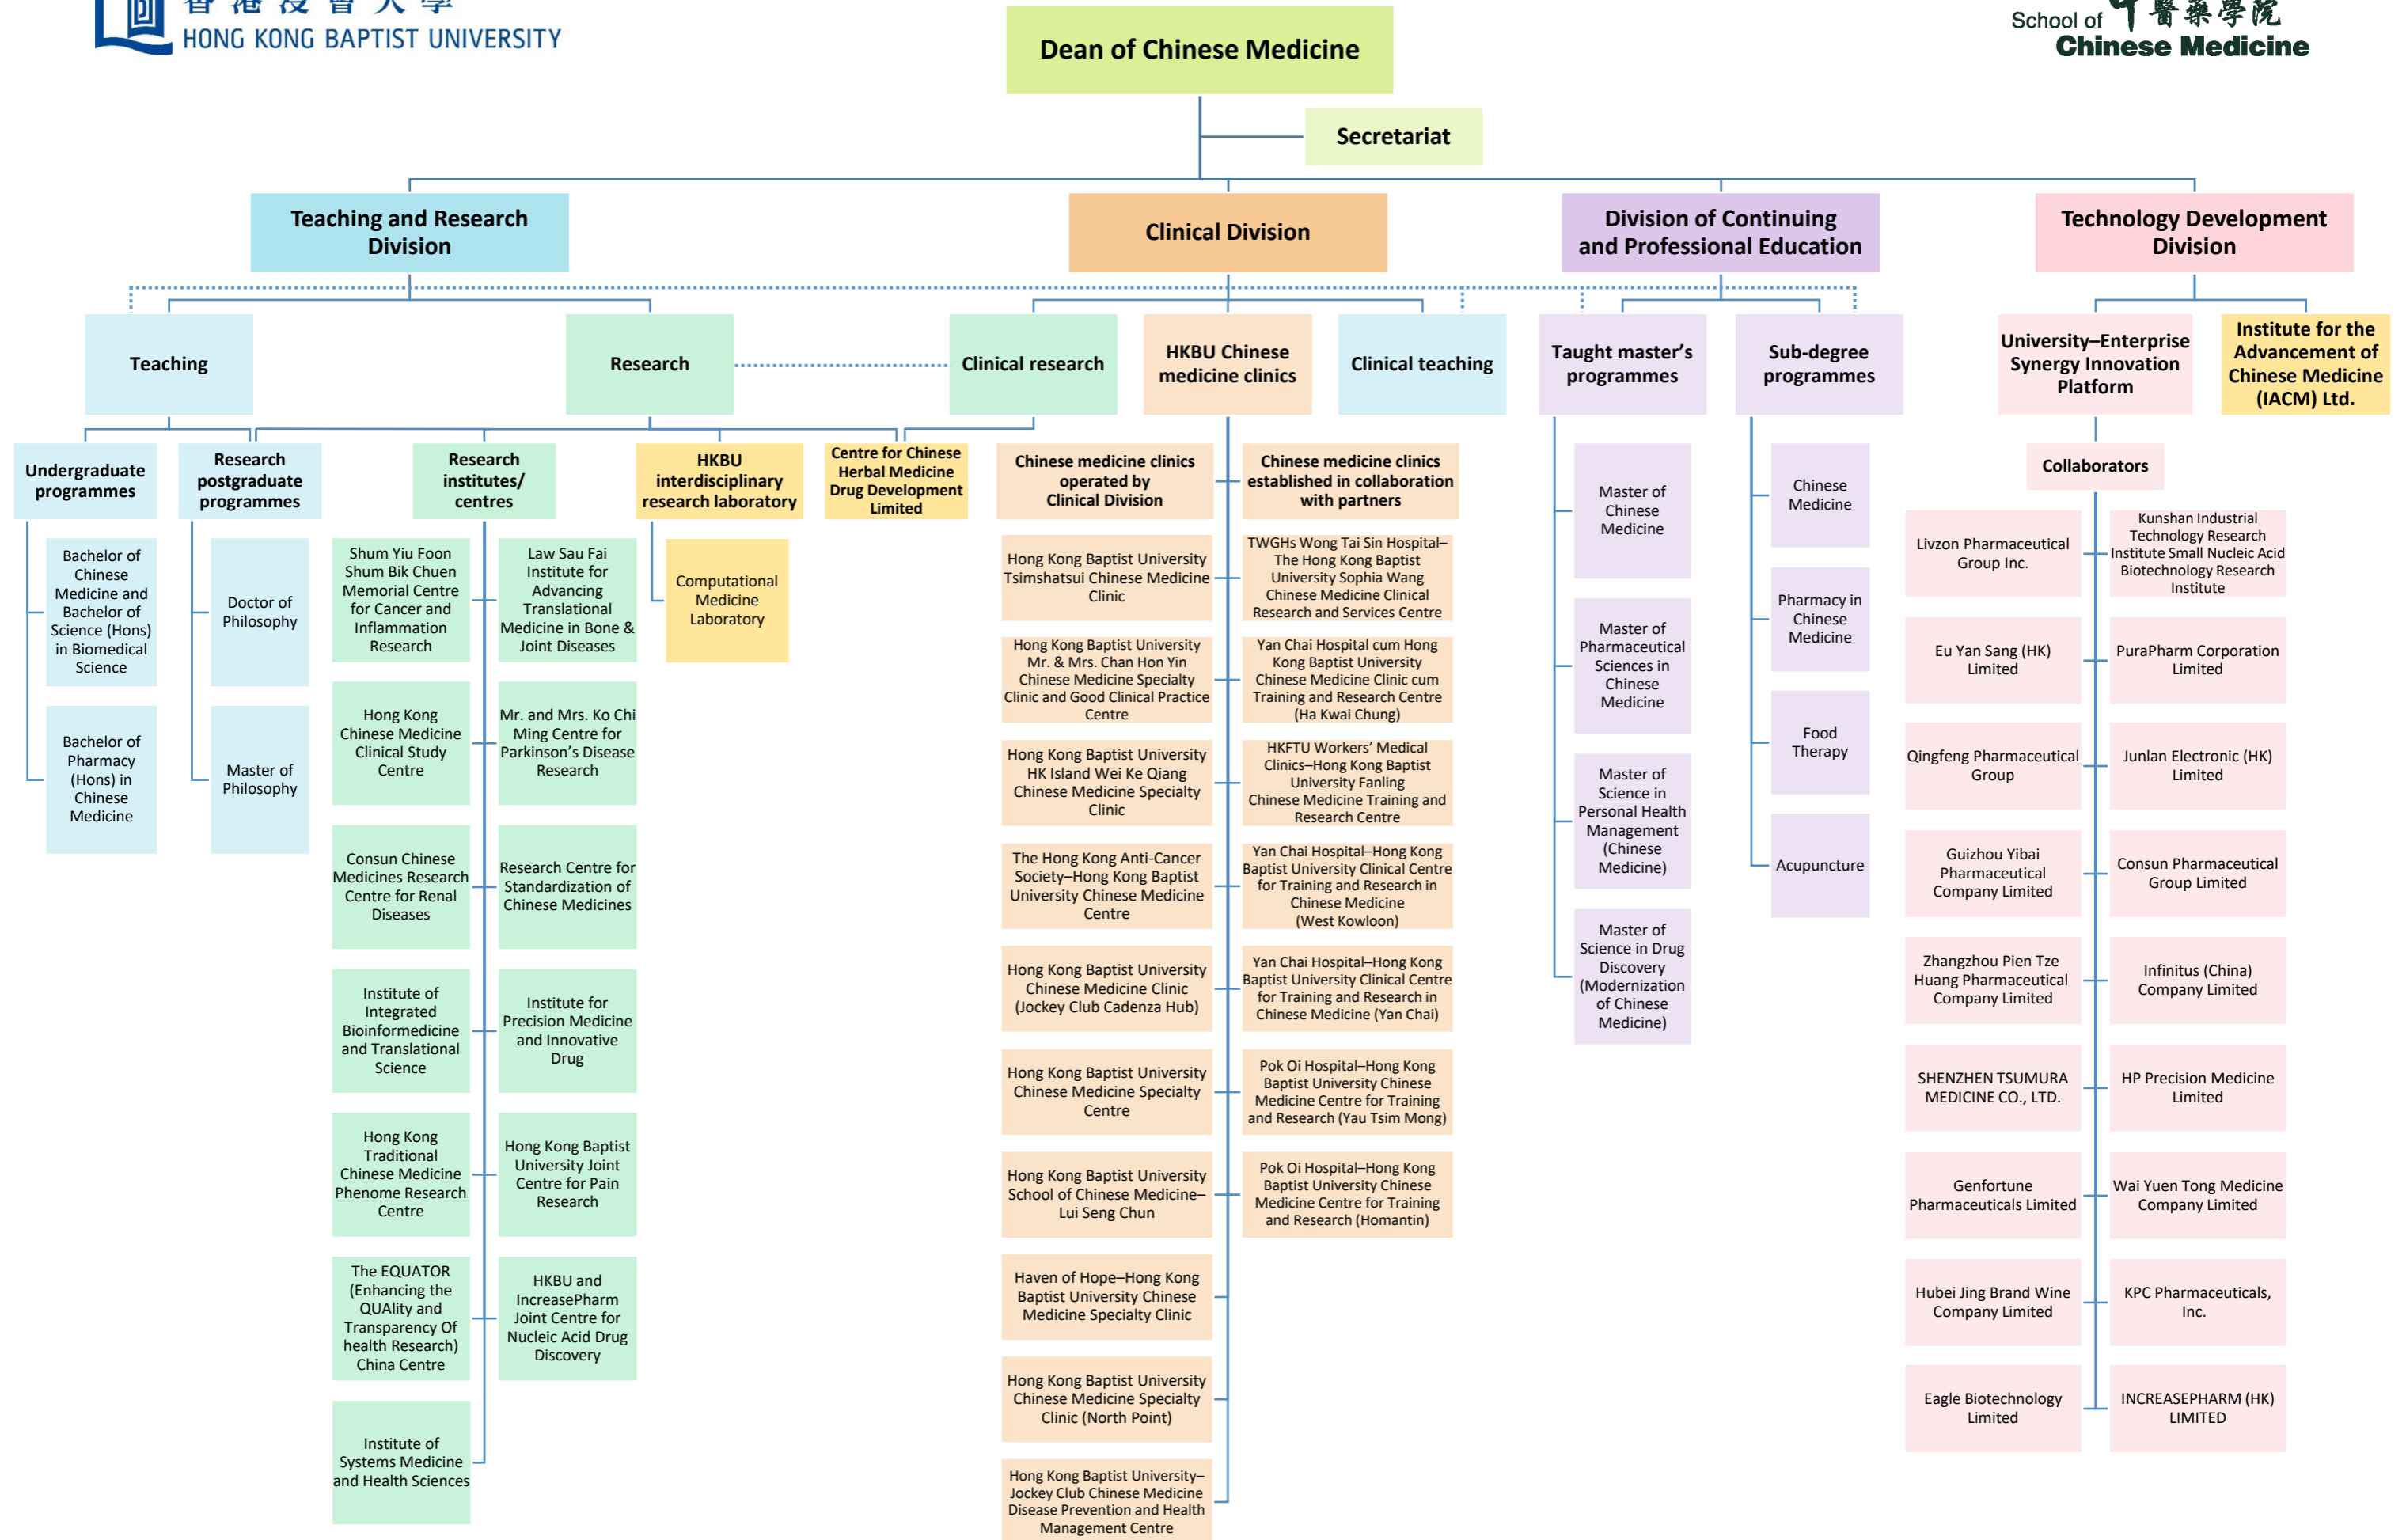 香港浸會大學
HONG KONG BAPTIST UNIVERSITY
School of 中醫藥學院
Chinese Medicine
Dean of Chinese Medicine
Secretariat
Teaching and Research
Division
Clinical Division
Division of Continuing
and Professional Education
Technology Development
Division
Teaching
Research
Clinical research
HKBU Chinese
medicine clinics
Clinical teaching
Taught master’s
programmes
Sub-degree
programmes
University–Enterprise
Synergy Innovation
Platform
Institute for the
Advancement of
Chinese Medicine
(IACM) Ltd.
Undergraduate
programmes
Research
postgraduate
programmes
Research
institutes/
centres
HKBU
interdisciplinary
research laboratory
Centre for Chinese
Herbal Medicine
Drug Development
Limited
Chinese medicine clinics
operated by
Clinical Division
Chinese medicine clinics
established in collaboration
with partners
Collaborators
Bachelor of
Chinese
Medicine and
Bachelor of
Science (Hons)
in Biomedical
Science
Bachelor of
Pharmacy
(Hons) in
Chinese
Medicine
Doctor of
Philosophy
Master of
Philosophy
Shum Yiu Foon
Shum Bik Chuen
Memorial Centre
for Cancer and
Inflammation
Research
Law Sau Fai
Institute for
Advancing
Translational
Medicine in Bone &
Joint Diseases
Hong Kong
Chinese Medicine
Clinical Study
Centre
Mr. and Mrs. Ko Chi
Ming Centre for
Parkinson’s Disease
Research
Consun Chinese
Medicines Research
Centre for Renal
Diseases
Research Centre for
Standardization of
Chinese Medicines
Institute of
Integrated
Bioinformedicine
and Translational
Science
Institute for
Precision Medicine
and Innovative
Drug
Hong Kong
Traditional
Chinese Medicine
Phenome Research
Centre
Hong Kong Baptist
University Joint
Centre for Pain
Research
The EQUATOR
(Enhancing the
QUAlity and
Transparency Of
health Research)
China Centre
HKBU and
IncreasePharm
Joint Centre for
Nucleic Acid Drug
Discovery
Institute of
Systems Medicine
and Health Sciences
Computational
Medicine
Laboratory
Hong Kong Baptist University
Tsimshatsui Chinese Medicine
Clinic
TWGHs Wong Tai Sin Hospital–
The Hong Kong Baptist
University Sophia Wang
Chinese Medicine Clinical
Research and Services Centre
Hong Kong Baptist University
Mr. & Mrs. Chan Hon Yin
Chinese Medicine Specialty
Clinic and Good Clinical Practice
Centre
Yan Chai Hospital cum Hong
Kong Baptist University
Chinese Medicine Clinic cum
Training and Research Centre
(Ha Kwai Chung)
Hong Kong Baptist University
HK Island Wei Ke Qiang
Chinese Medicine Specialty
Clinic
HKFTU Workers’ Medical
Clinics–Hong Kong Baptist
University Fanling
Chinese Medicine Training and
Research Centre
The Hong Kong Anti-Cancer
Society–Hong Kong Baptist
University Chinese Medicine
Centre
Yan Chai Hospital–Hong Kong
Baptist University Clinical Centre
for Training and Research in
Chinese Medicine
(West Kowloon)
Hong Kong Baptist University
Chinese Medicine Clinic
(Jockey Club Cadenza Hub)
Yan Chai Hospital–Hong Kong
Baptist University Clinical Centre
for Training and Research in
Chinese Medicine (Yan Chai)
Hong Kong Baptist University
Chinese Medicine Specialty
Centre
Pok Oi Hospital–Hong Kong
Baptist University Chinese
Medicine Centre for Training
and Research (Yau Tsim Mong)
Hong Kong Baptist University
School of Chinese Medicine–
Lui Seng Chun
Pok Oi Hospital–Hong Kong
Baptist University Chinese
Medicine Centre for Training
and Research (Homantin)
Haven of Hope–Hong Kong
Baptist University Chinese
Medicine Specialty Clinic
Hong Kong Baptist University
Chinese Medicine Specialty
Clinic (North Point)
Hong Kong Baptist University–
Jockey Club Chinese Medicine
Disease Prevention and Health
Management Centre
Master of
Chinese
Medicine
Master of
Pharmaceutical
Sciences in
Chinese
Medicine
Master of
Science in
Personal Health
Management
(Chinese
Medicine)
Master of
Science in Drug
Discovery
(Modernization
of Chinese
Medicine)
Chinese
Medicine
Pharmacy in
Chinese
Medicine
Food
Therapy
Acupuncture
Livzon Pharmaceutical
Group Inc.
Kunshan Industrial
Technology Research
Institute Small Nucleic Acid
Biotechnology Research
Institute
Eu Yan Sang (HK)
Limited
PuraPharm Corporation
Limited
Qingfeng Pharmaceutical
Group
Junlan Electronic (HK)
Limited
Guizhou Yibai
Pharmaceutical
Company Limited
Consun Pharmaceutical
Group Limited
Zhangzhou Pien Tze
Huang Pharmaceutical
Company Limited
Infinitus (China)
Company Limited
SHENZHEN TSUMURA
MEDICINE CO., LTD.
HP Precision Medicine
Limited
Genfortune
Pharmaceuticals Limited
Wai Yuen Tong Medicine
Company Limited
Hubei Jing Brand Wine
Company Limited
KPC Pharmaceuticals,
Inc.
Eagle Biotechnology
Limited
INCREASEPHARM (HK)
LIMITED